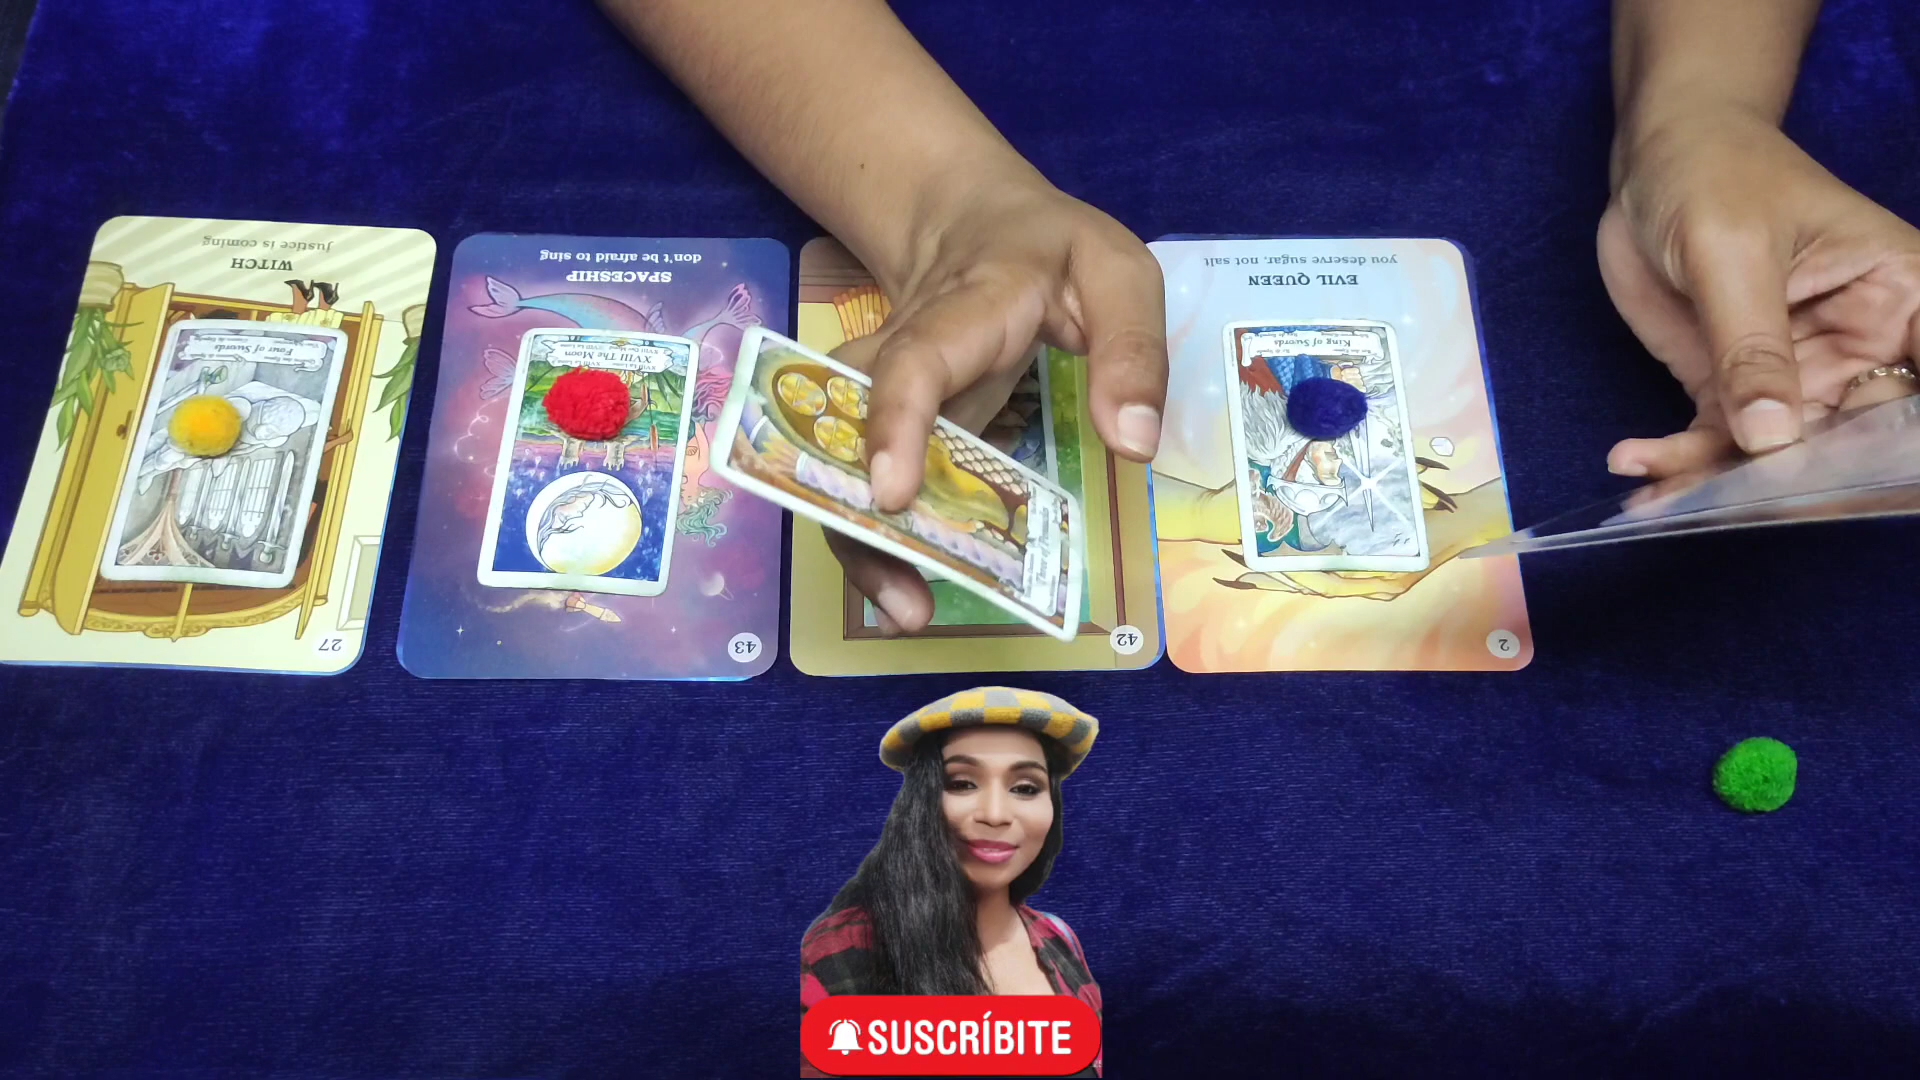 WITCH
justice is coming
27
Four of Swords
SPACESHIP
don't be afraid to sing
43
XVIII The Moon
42
EVIL QUEEN
you deserve sugar, not salt
2
King of Swords
SUSCRÍBITE